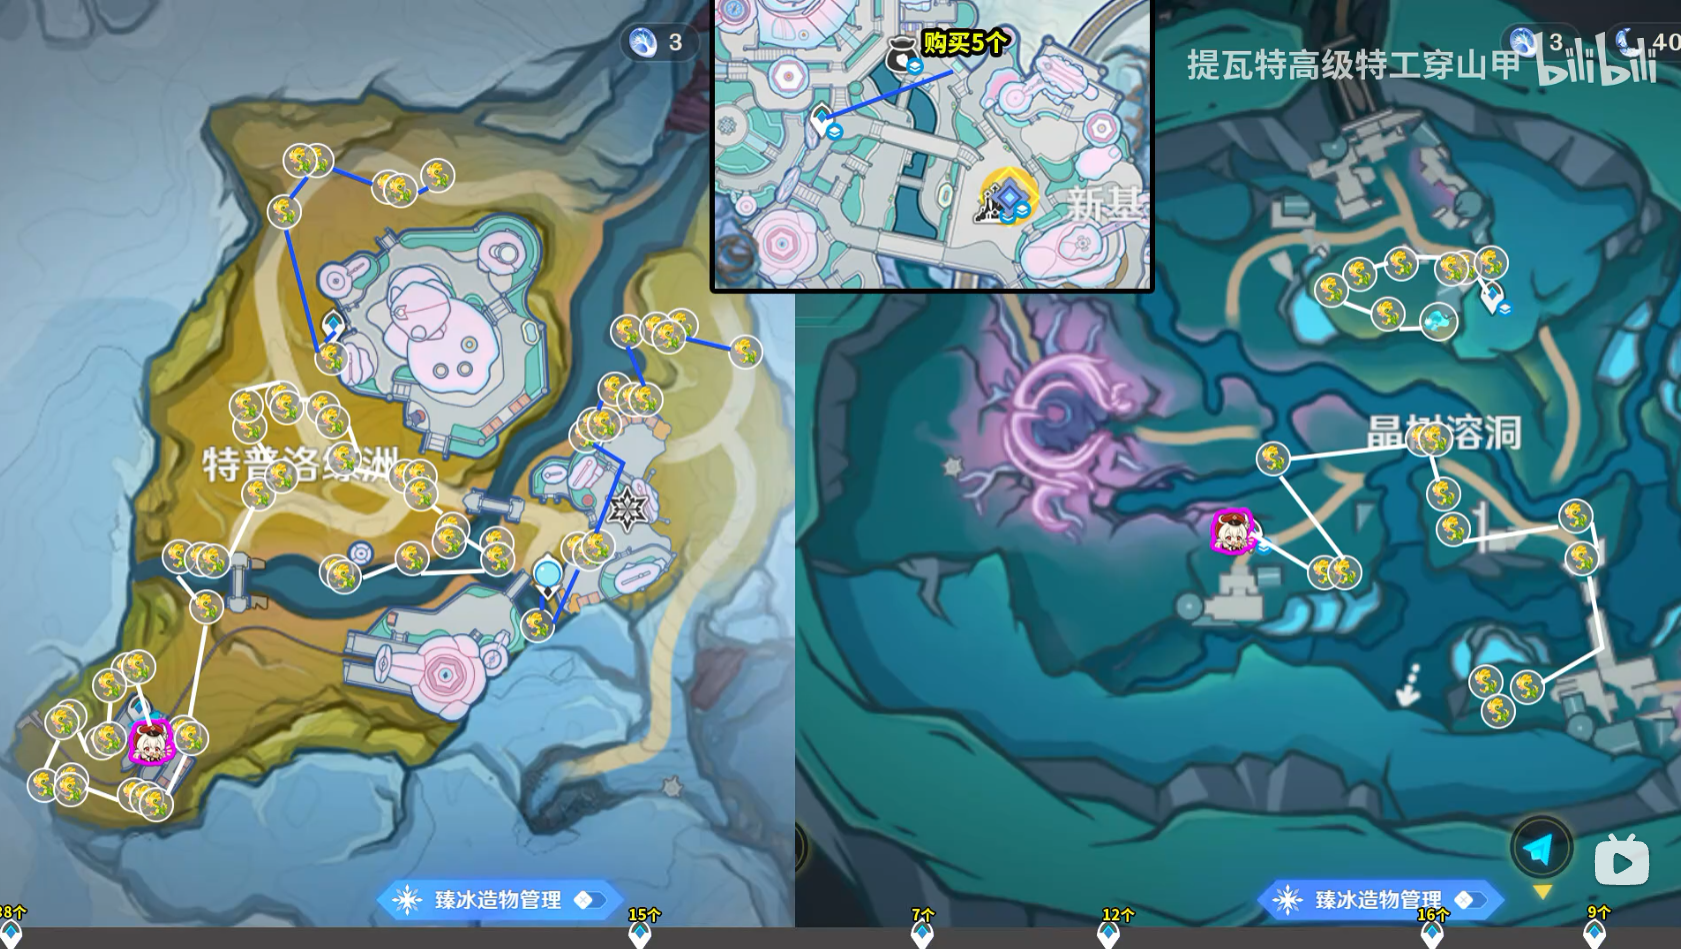 3
购买5个
3
40
提瓦特高级特工穿山甲
bilibili
新基
特普洛绿洲
晶树溶洞
臻冰造物管理
臻冰造物管理
38个
15个
7个
12个
16个
9个